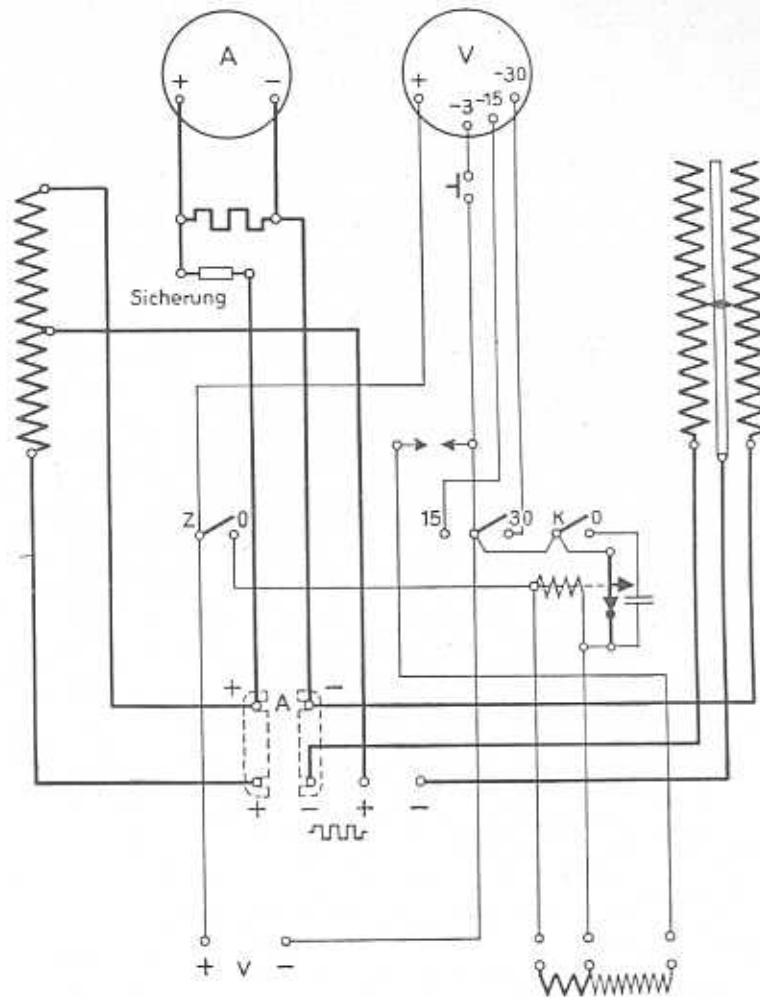 A V
+ - + -3 -15 -30
Sicherung
Z 0 15 30 K 0
+ A -
+ - + -
+ V -